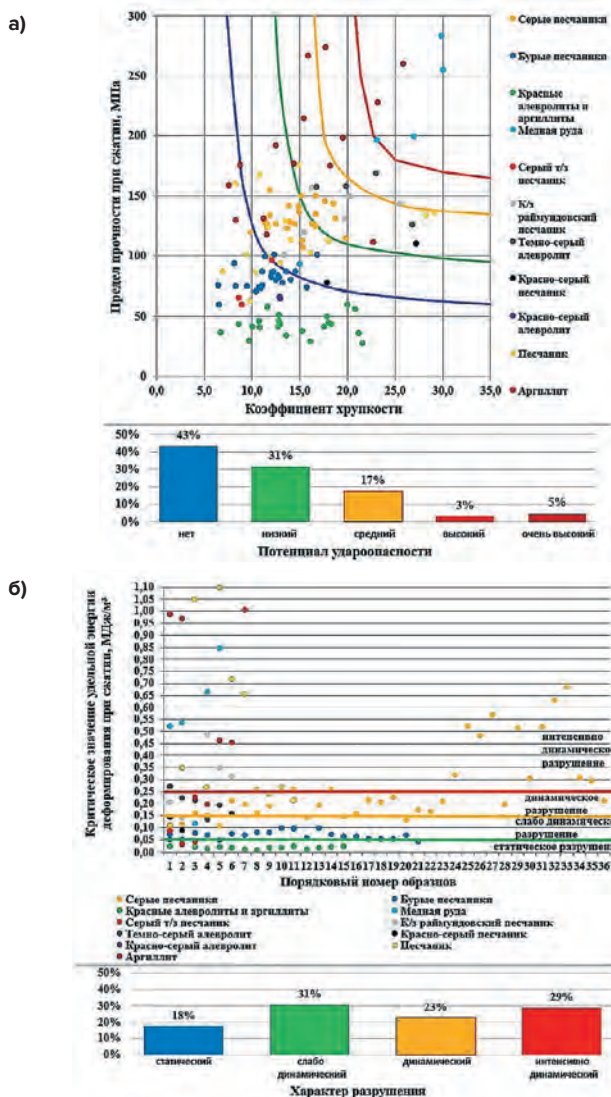 а)
Предел прочности при сжатии, МПа
300
250
200
150
100
50
0
0,0 5,0 10,0 15,0 20,0 25,0 30,0 35,0
Коэффициент хрупкости
Серые песчаники
Бурые песчаники
Красные
алевролиты и
аргиллиты
Медная руда
Серый т/з
песчаник
К/з
раймундовский
песчаник
Темно-серый
алевролит
Красно-серый
песчаник
Красно-серый
алевролит
Песчаник
Аргиллит
50%
40%
30%
20%
10%
0%
43% 31% 17% 3% 5%
нет низкий средний высокий очень высокий
Потенциал удароопасности
б)
Критическое значение удельной энергии
деформирования при сжатии, МДж/м³
1,10
1,05
1,00
0,95
0,90
0,85
0,80
0,75
0,70
0,65
0,60
0,55
0,50
0,45
0,40
0,35
0,30
0,25
0,20
0,15
0,10
0,05
0,00
интенсивно
динамическо
разрушение
динамическое
разрушение
слабо динамическо
разрушение
статическое разрушен
1 2 3 4 5 6 7 8 9 10 11 12 13 14 15 16 17 18 19 20 21 22 23 24 25 26 27 28 29 30 31 32 33 34 35 36
Порядковый номер образцов
Серые песчаники Бурые песчаники
Красные алевролиты и аргиллиты Медная руда
Серый т/з песчаник К/з раймундовский песчаник
Темно-серый алевролит Красно-серый песчаник
Красно-серый алевролит Песчаник
Аргиллит
50%
40%
30%
20%
10%
0%
18% 31% 23% 29%
статический слабо динамический интенсивно
динамический динамический
Характер разрушения